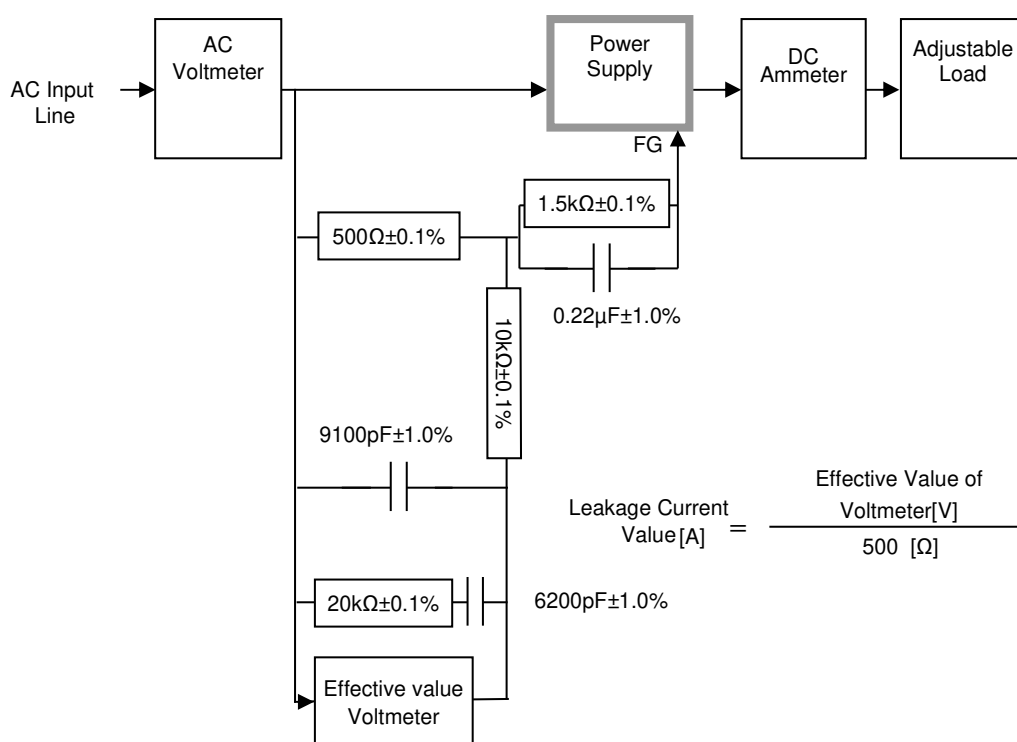 AC
Voltmeter
Power
Supply
DC
Ammeter
Adjustable
Load
AC Input
Line
FG
1.5kΩ±0.1%
500Ω±0.1%
0.22µF±1.0%
10kΩ±0.1%
9100pF±1.0%
Leakage Current
Value[A]
=
Effective Value of
Voltmeter[V]
500 [Ω]
20kΩ±0.1%
6200pF±1.0%
Effective value
Voltmeter